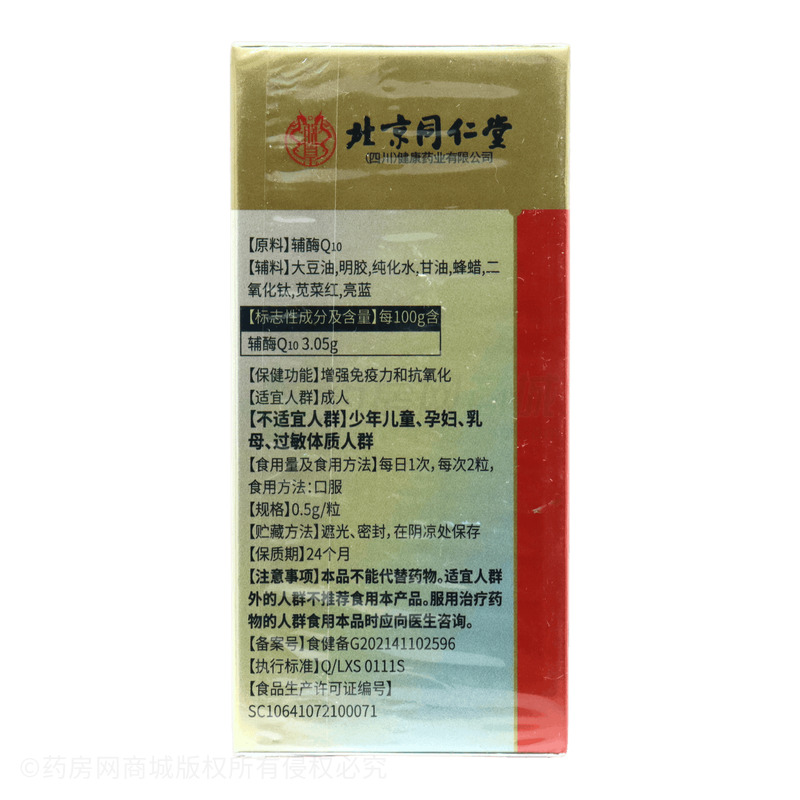 北京同仁堂
(四川)健康药业有限公司
【原料】辅酶Q10
【辅料】大豆油,明胶,纯化水,甘油,蜂蜡,二
氧化钛,苋菜红,亮蓝
【标志性成分及含量】每100g含
辅酶Q10 3.05g
【保健功能】增强免疫力和抗氧化
【适宜人群】成人
【不适宜人群】少年儿童、孕妇、乳
母、过敏体质人群
【食用量及食用方法】每日1次,每次2粒,
食用方法:口服
【规格】0.5g/粒
【贮藏方法】遮光、密封,在阴凉处保存
【保质期】24个月
【注意事项】本品不能代替药物。适宜人群
外的人群不推荐食用本产品。服用治疗药
物的人群食用本品时应向医生咨询。
【备案号】食健备G202141102596
【执行标准】Q/LXS 0111S
【食品生产许可证编号】
SC10641072100071
©药房网商城版权所有侵权必究